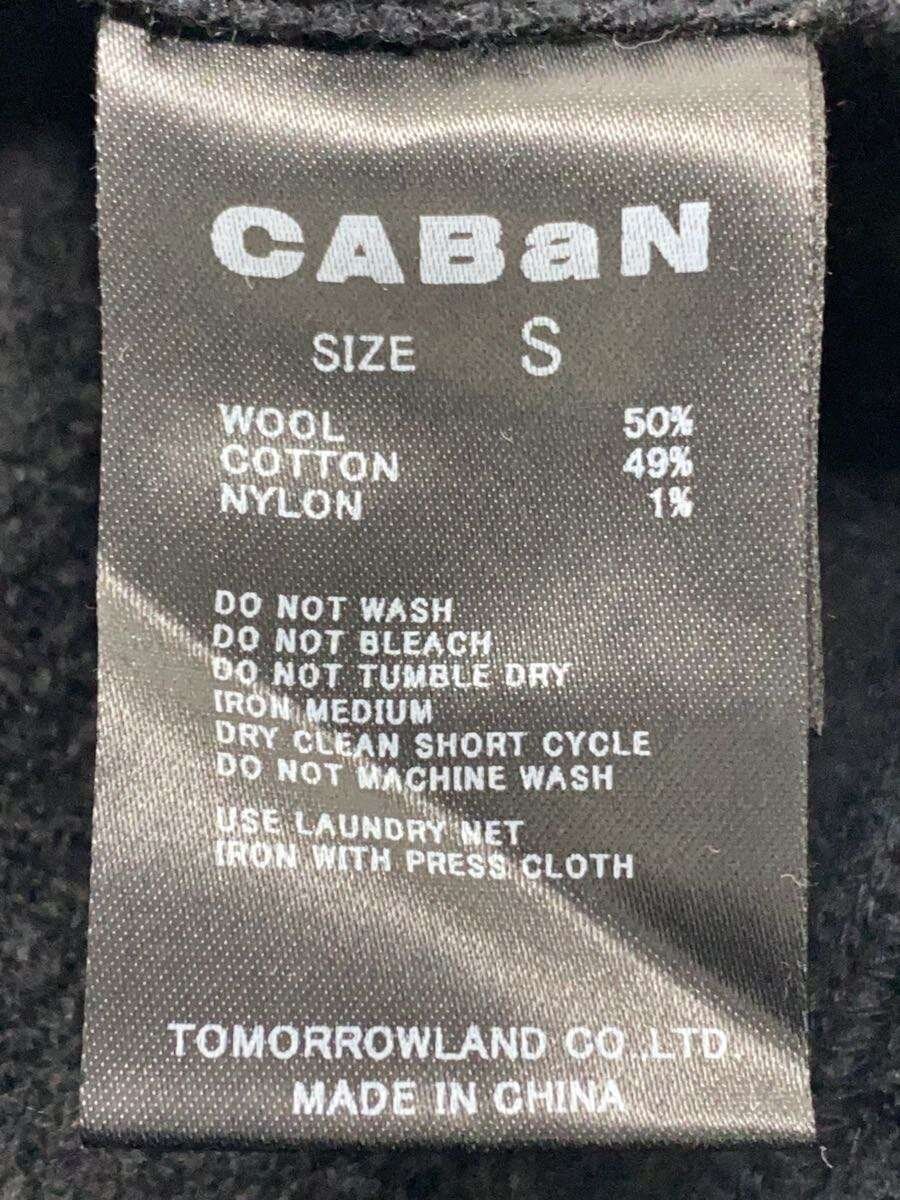 CABaN
SIZE S
WOOL 50%
COTTON 49%
NYLON 1%
DO NOT WASH
DO NOT BLEACH
DO NOT TUMBLE DRY
IRON MEDIUM
DRY CLEAN SHORT CYCLE
DO NOT MACHINE WASH
USE LAUNDRY NET
IRON WITH PRESS CLOTH
TOMORROWLAND CO.,LTD.
MADE IN CHINA